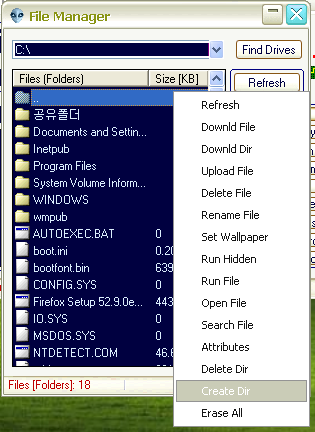 File Manager
C:\
Find Drives
Files (Folders)
Size [KB]
Refresh
..
공유폴더
Documents and Settin...
Inetpub
Program Files
System Volume Inform...
WINDOWS
wmpub
AUTOEXEC.BAT 0
boot.ini 0.20
bootfont.bin 639
CONFIG.SYS 0
Firefox Setup 52.9.0e... 443
IO.SYS 0
MSDOS.SYS 0
NTDETECT.COM 46.6
Files [Folders]: 18
Refresh
Downld File
Downld Dir
Upload File
Delete File
Rename File
Set Wallpaper
Run Hidden
Run File
Open File
Search File
Attributes
Delete Dir
Create Dir
Erase All